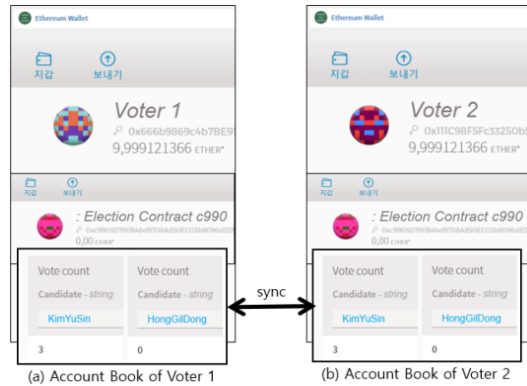 Ethereum Wallet
지갑
보내기
Voter 1
0x666b9869c4b7BE9
9,999121366 ETHER*
지갑
보내기
: Election Contract c990
0,00 ETHER*
Vote count
Vote count
Candidate - string
Candidate - string
KimYuSin
HongGilDong
3
0
(a) Account Book of Voter 1
sync
Ethereum Wallet
지갑
보내기
Voter 2
9,999121366 ETHER*
지갑
보내기
: Election Contract c990
0,00 ETHER*
Vote count
Vote count
Candidate - string
Candidate - string
KimYuSin
HongGilDong
3
0
(b) Account Book of Voter 2